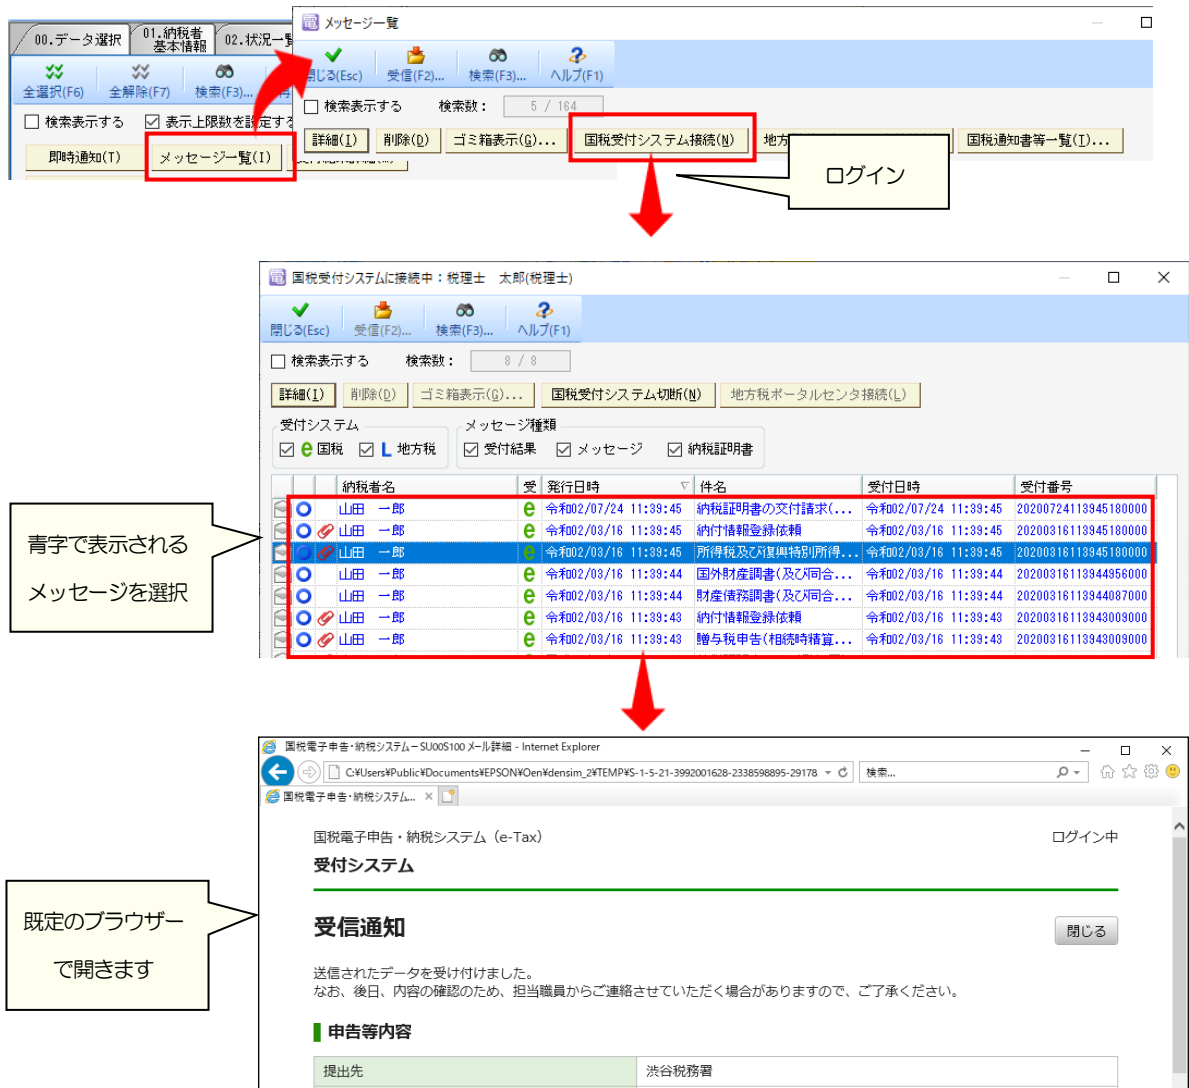 00.データ選択
01.納税者
基本情報
02.状況一
全選択(F6)
全解除(F7)
検索(F3)...
検索表示する
表示上限数を設定する
即時通知(T)
メッセージ一覧(I)
メッセージ一覧
閉じる(Esc)
受信(F2)...
検索(F3)...
ヘルプ(F1)
検索表示する
検索数：
5 / 164
詳細(I)
削除(D)
ゴミ箱表示(G)...
国税受付システム接続(N)
地方
国税通知書等一覧(T)...
ログイン
国税受付システムに接続中：税理士　太郎(税理士)
閉じる(Esc)
受信(F2)...
検索(F3)...
ヘルプ(F1)
検索表示する
検索数：
8 / 8
詳細(I)
削除(D)
ゴミ箱表示(G)...
国税受付システム切断(N)
地方税ポータルセンタ接続(L)
受付システム
メッセージ種類
e 国税
L 地方税
受付結果
メッセージ
納税証明書
納税者名 受 発行日時 件名 受付日時 受付番号
山田　一郎 e 令和02/07/24 11:39:45 納税証明書の交付請求(... 令和02/07/24 11:39:45 20200724113945180000
山田　一郎 e 令和02/03/16 11:39:45 納付情報登録依頼 令和02/03/16 11:39:45 20200316113945180000
山田　一郎 e 令和02/03/16 11:39:45 所得税及び復興特別所得... 令和02/03/16 11:39:45 20200316113945180000
山田　一郎 e 令和02/03/16 11:39:44 国外財産調書(及び同合... 令和02/03/16 11:39:44 20200316113944956000
山田　一郎 e 令和02/03/16 11:39:44 財産債務調書(及び同合... 令和02/03/16 11:39:44 20200316113944087000
山田　一郎 e 令和02/03/16 11:39:43 納付情報登録依頼 令和02/03/16 11:39:43 20200316113943009000
山田　一郎 e 令和02/03/16 11:39:43 贈与税申告(相続時精算... 令和02/03/16 11:39:43 20200316113943009000
青字で表示される
メッセージを選択
国税電子申告・納税システム－SU00S100 メール詳細 - Internet Explorer
C:¥Users¥Public¥Documents¥EPSON¥Oen¥densim_2¥TEMP¥S-1-5-21-3992001628-2338598895-29178
検索...
国税電子申告・納税システム...
国税電子申告・納税システム（e-Tax）
ログイン中
受付システム
受信通知
閉じる
送信されたデータを受け付けました。
なお、後日、内容の確認のため、担当職員からご連絡させていただく場合がありますので、ご了承ください。
申告等内容
提出先
渋谷税務署
既定のブラウザー
で開きます